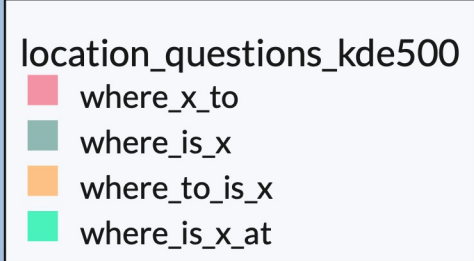 location_questions_kde500
where_x_to
where_is_x
where_to_is_x
where_is_x_at